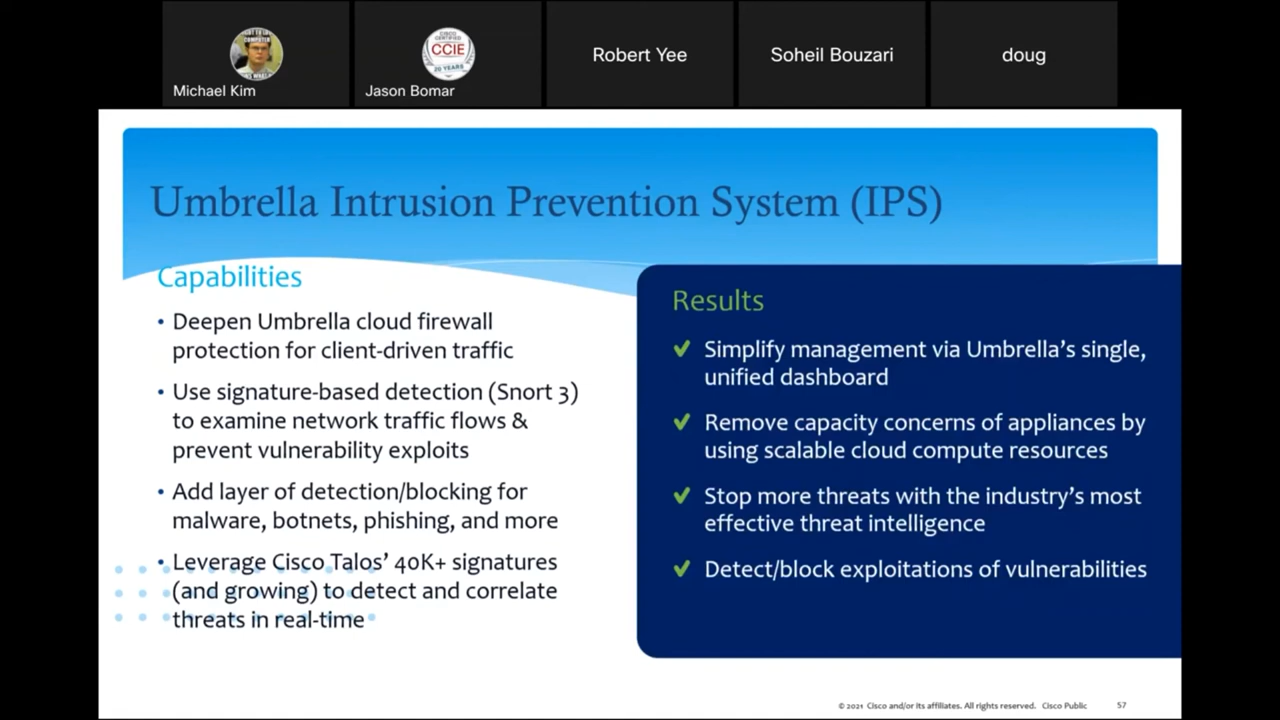 Michael Kim
CISCO
CERTIFIED
CCIE
20 YEARS
Jason Bomar
Robert Yee
Soheil Bouzari
doug
Umbrella Intrusion Prevention System (IPS)
Capabilities
• Deepen Umbrella cloud firewall
protection for client-driven traffic
• Use signature-based detection (Snort 3)
to examine network traffic flows &
prevent vulnerability exploits
• Add layer of detection/blocking for
malware, botnets, phishing, and more
• Leverage Cisco Talos’ 40K+ signatures
(and growing) to detect and correlate
threats in real-time
Results
✔ Simplify management via Umbrella’s single,
unified dashboard
✔ Remove capacity concerns of appliances by
using scalable cloud compute resources
✔ Stop more threats with the industry’s most
effective threat intelligence
✔ Detect/block exploitations of vulnerabilities
© 2021 Cisco and/or its affiliates. All rights reserved. Cisco Public
57